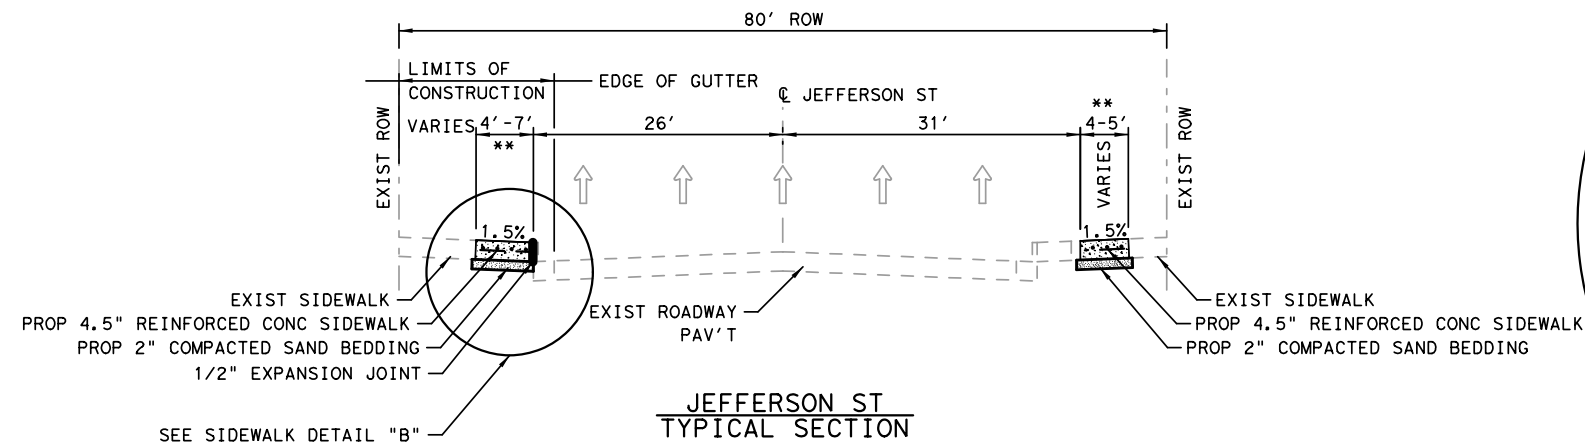 80' ROW
LIMITS OF
CONSTRUCTION
EDGE OF GUTTER
℄ JEFFERSON ST
VARIES 4'-7'
**
26'
31'
**
4-5'
VARIES
EXIST ROW
EXIST ROW
1.5%
1.5%
EXIST SIDEWALK
PROP 4.5" REINFORCED CONC SIDEWALK
PROP 2" COMPACTED SAND BEDDING
1/2" EXPANSION JOINT
SEE SIDEWALK DETAIL "B"
EXIST ROADWAY
PAV'T
EXIST SIDEWALK
PROP 4.5" REINFORCED CONC SIDEWALK
PROP 2" COMPACTED SAND BEDDING
JEFFERSON ST
TYPICAL SECTION